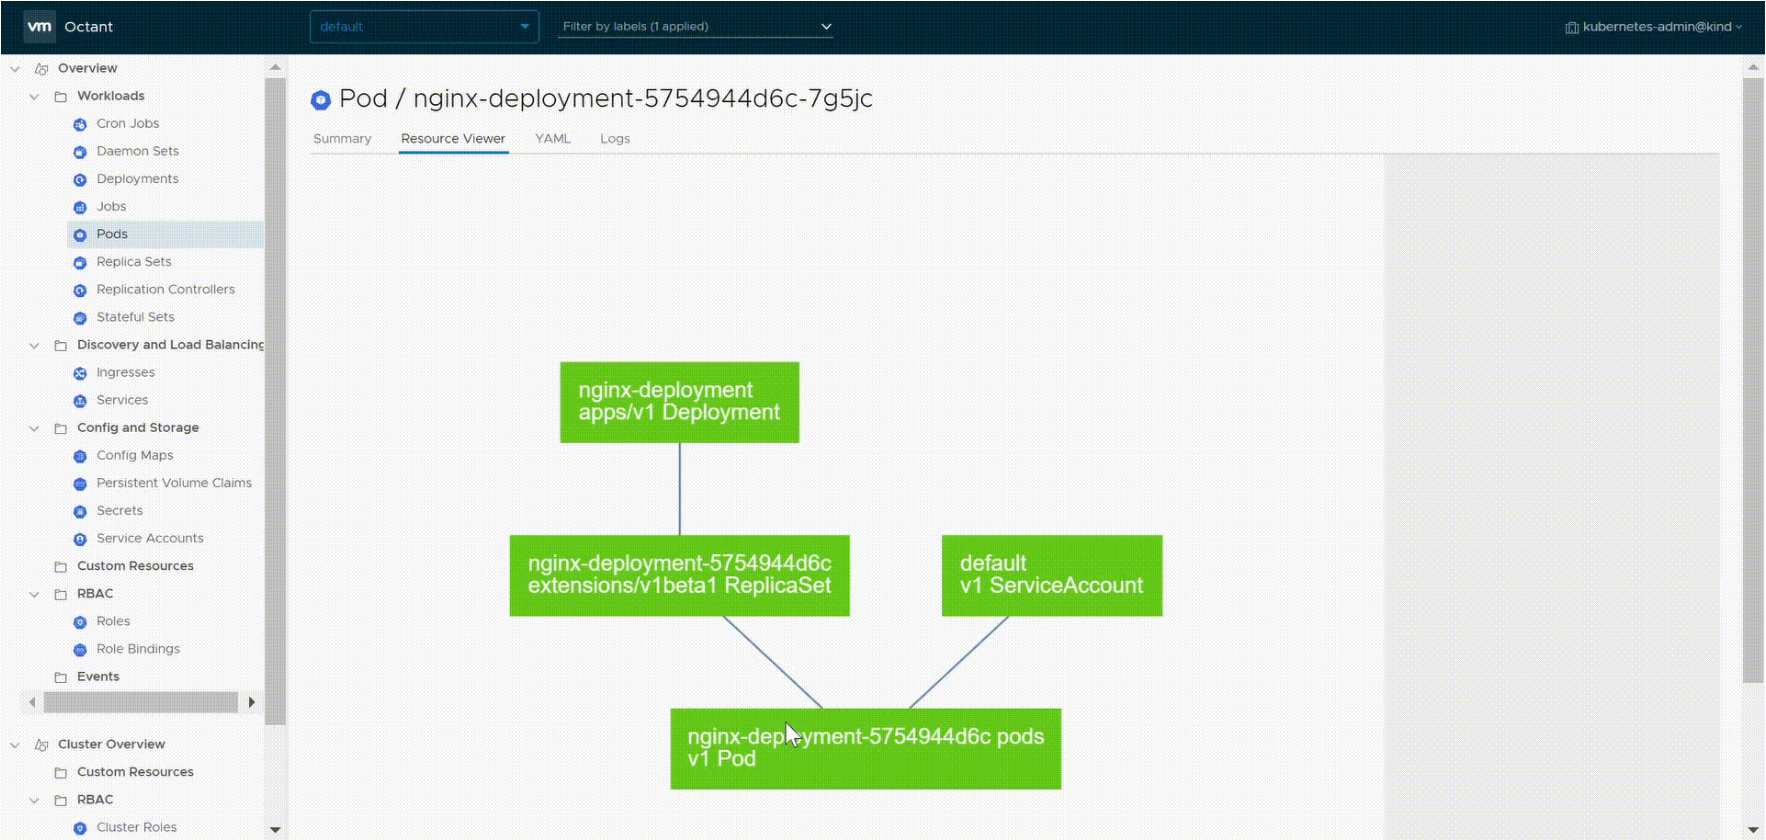 vm Octant
default
Filter by labels (1 applied)
kubernetes-admin@kind
Overview
Workloads
Cron Jobs
Daemon Sets
Deployments
Jobs
Pods
Replica Sets
Replication Controllers
Stateful Sets
Discovery and Load Balancing
Ingresses
Services
Config and Storage
Config Maps
Persistent Volume Claims
Secrets
Service Accounts
Custom Resources
RBAC
Roles
Role Bindings
Events
Cluster Overview
Custom Resources
RBAC
Cluster Roles
Pod / nginx-deployment-5754944d6c-7g5jc
Summary Resource Viewer YAML Logs
nginx-deployment
apps/v1 Deployment
nginx-deployment-5754944d6c
extensions/v1beta1 ReplicaSet
default
v1 ServiceAccount
nginx-deployment-5754944d6c pods
v1 Pod